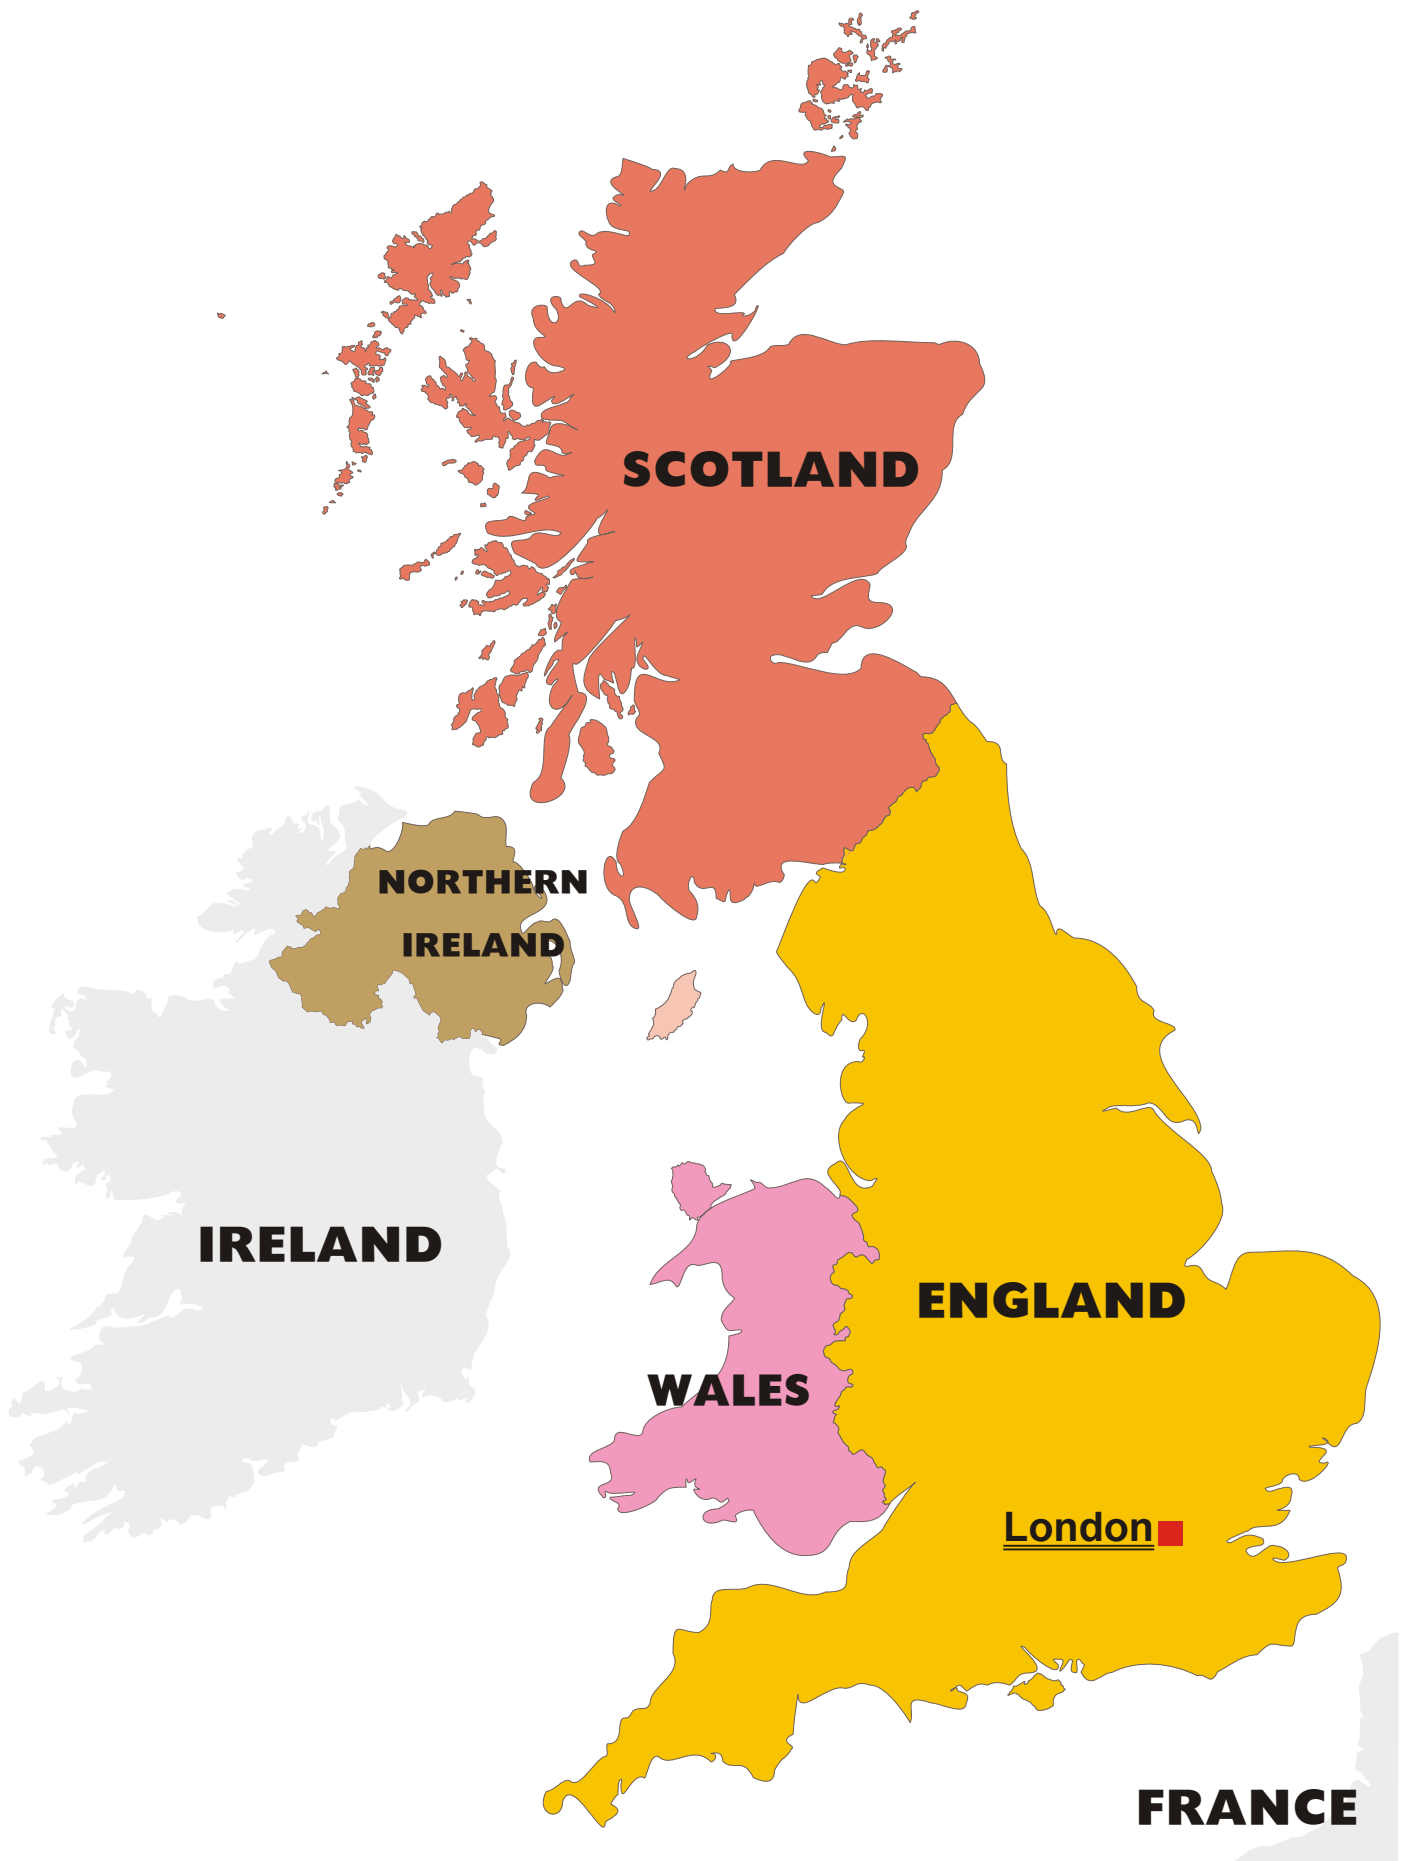 SCOTLAND
NORTHERN
IRELAND
IRELAND
ENGLAND
WALES
London
FRANCE